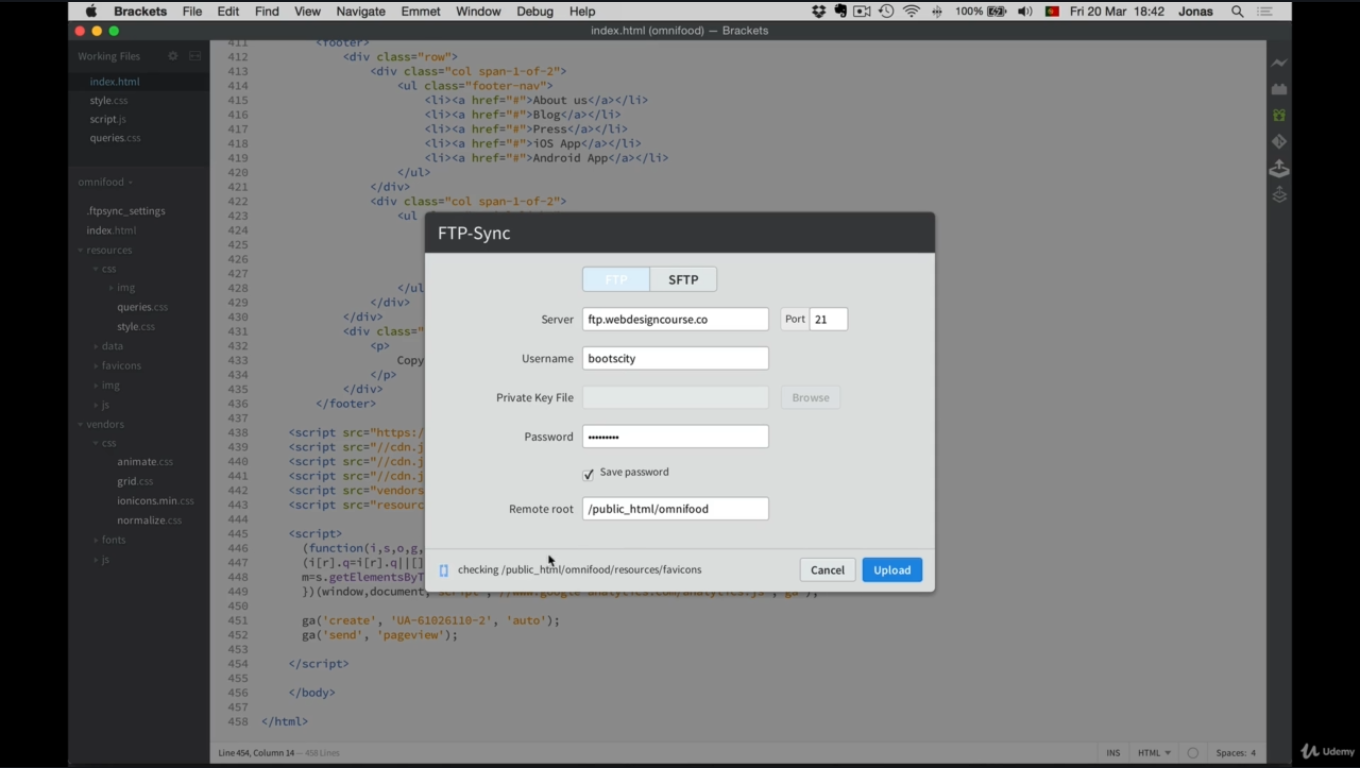 Brackets File Edit Find View Navigate Emmet Window Debug Help 100% Fri 20 Mar 18:42 Jonas
index.html (omnifood) — Brackets
Working Files
index.html
style.css
script.js
queries.css
omnifood
.ftpsync_settings
index.html
resources
css
img
queries.css
style.css
data
favicons
img
js
vendors
css
animate.css
grid.css
ionicons.min.css
normalize.css
fonts
js
411 <footer>
412 <div class="row">
413 <div class="col span-1-of-2">
414 <ul class="footer-nav">
415 <li><a href="#">About us</a></li>
416 <li><a href="#">Blog</a></li>
417 <li><a href="#">Press</a></li>
418 <li><a href="#">iOS App</a></li>
419 <li><a href="#">Android App</a></li>
420 </ul>
421 </div>
422 <div class="col span-1-of-2">
423 <ul
424
425
426
427
428 </ul
429 </div>
430 </div>
431 <div class="
432 <p>
433 Copy
434 </p>
435 </div>
436 </footer>
437
438 <script src="https:/
439 <script src="//cdn.j
440 <script src="//cdn.j
441 <script src="//cdn.j
442 <script src="vendors
443 <script src="resourc
444
445 <script>
446 (function(i,s,o,g,
447 (i[r].q=i[r].q||[]
448 m=s.getElementsByT
449 })(window,document,'script','//www.google-analytics.com/analytics.js','ga');
450
451 ga('create', 'UA-61026110-2', 'auto');
452 ga('send', 'pageview');
453
454 </script>
455
456 </body>
457
458 </html>
FTP-Sync
FTP SFTP
Server ftp.webdesigncourse.co Port 21
Username bootscity
Private Key File Browse
Password •••••••••
Save password
Remote root /public_html/omnifood
checking /public_html/omnifood/resources/favicons Cancel Upload
Line 454, Column 14 — 458 Lines INS HTML Spaces: 4
Udemy